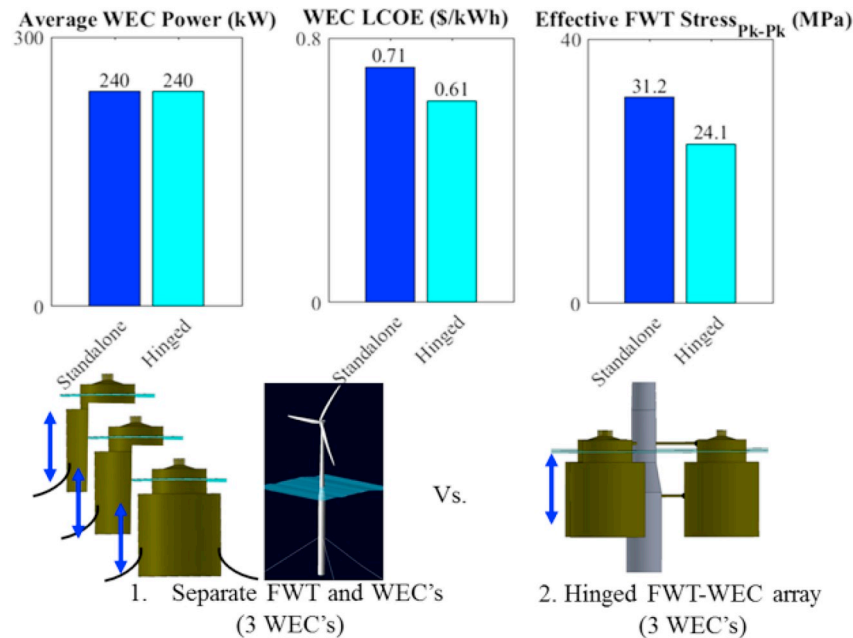 Average WEC Power (kW)
300
240
240
0
Standalone
Hinged
WEC LCOE ($/kWh)
0.8
0.71
0.61
0
Standalone
Hinged
Effective FWT Stress Pk-Pk (MPa)
40
31.2
24.1
0
Standalone
Hinged
Vs.
1. Separate FWT and WEC's
(3 WEC's)
2. Hinged FWT-WEC array
(3 WEC's)